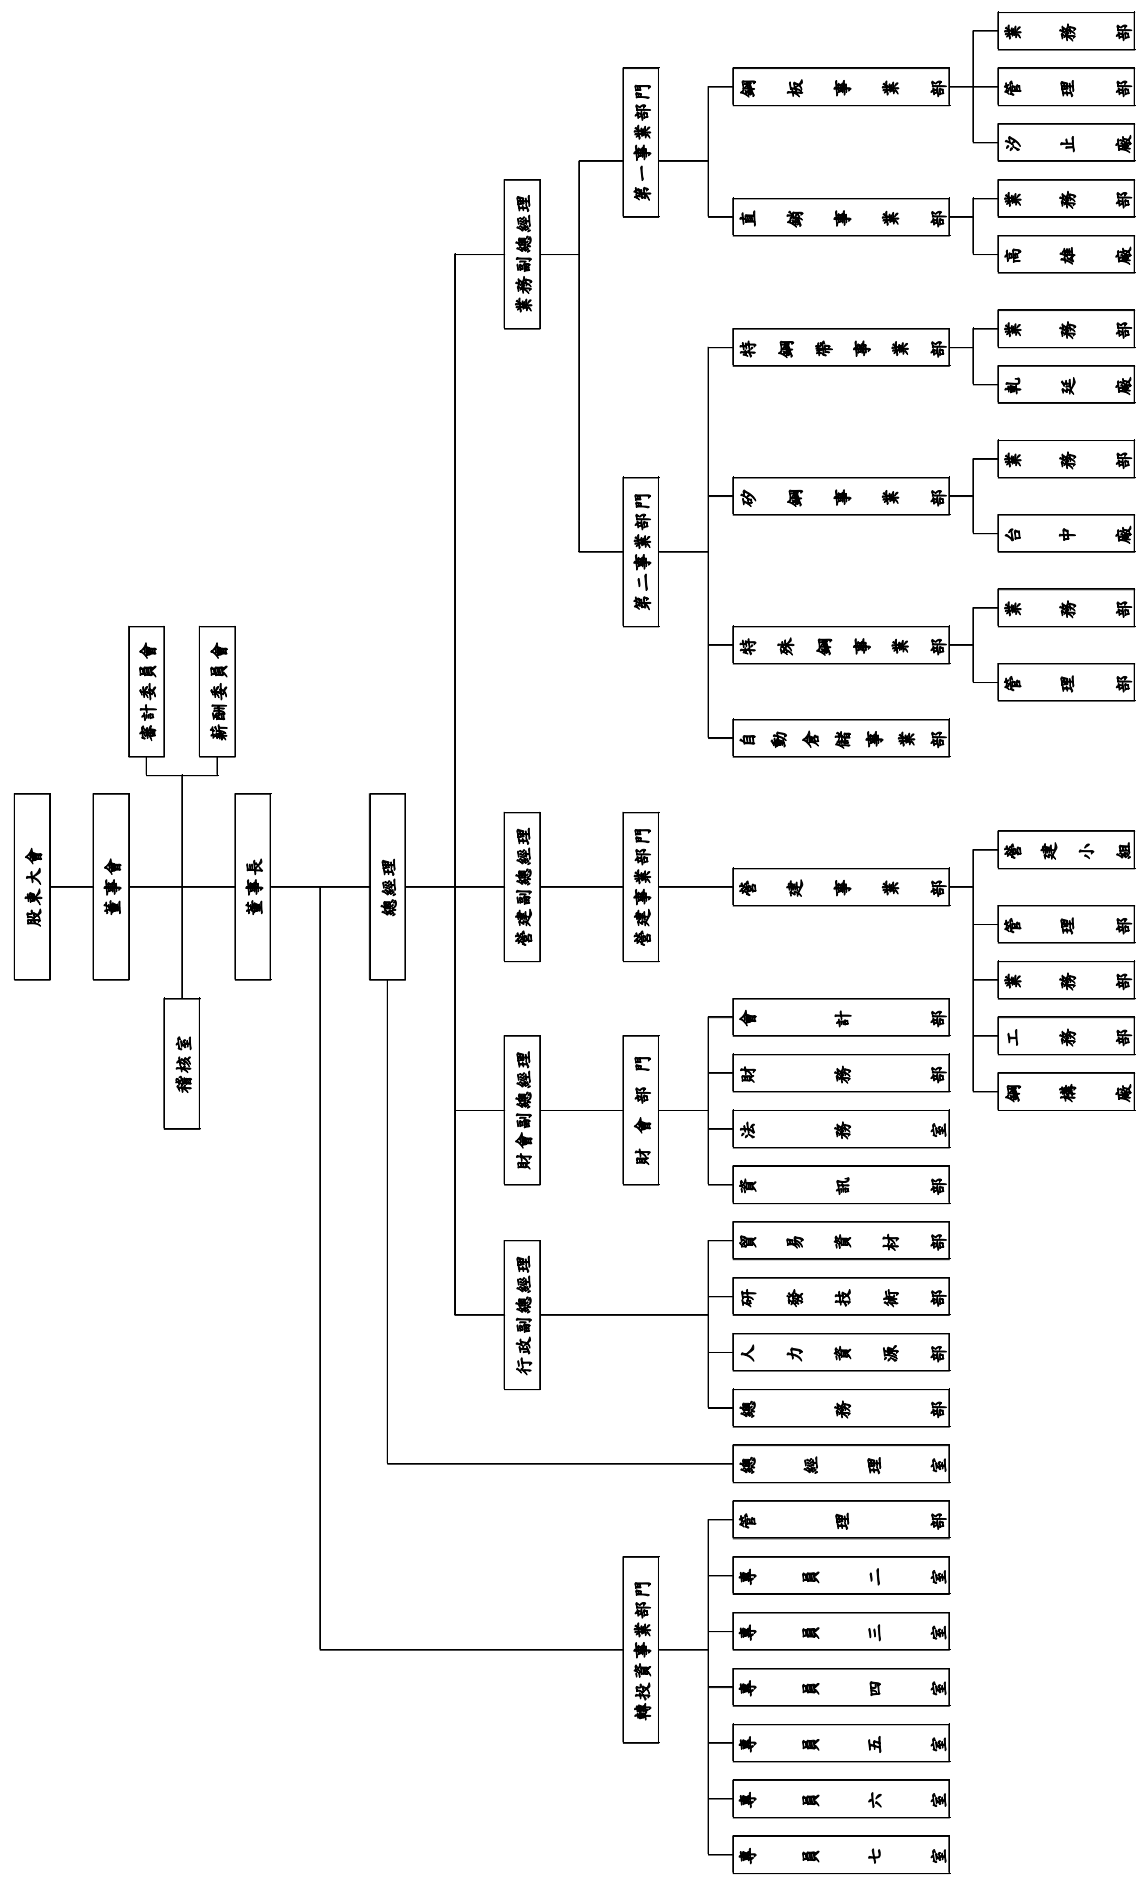 股東大會
董事會
審計委員會
薪酬委員會
稽核室
董事長
總經理
業務副總經理
營建副總經理
財會副總經理
行政副總經理
第一事業部門
第二事業部門
營建事業部門
財會部門
轉投資事業部門
鋼板事業部
直銷事業部
特鋼帶事業部
矽鋼事業部
特殊鋼事業部
自動倉儲事業部
營建事業部
會計部
財務部
法務室
資訊部
貿易資材部
研發技術部
人力資源部
總務部
總經理室
管理部
專員二室
專員三室
專員四室
專員五室
專員六室
專員七室
業務部
管理部
汐止廠
業務部
高雄廠
業務部
軋延廠
業務部
台中廠
業務部
管理部
營建小組
管理部
業務部
工務部
鋼構廠